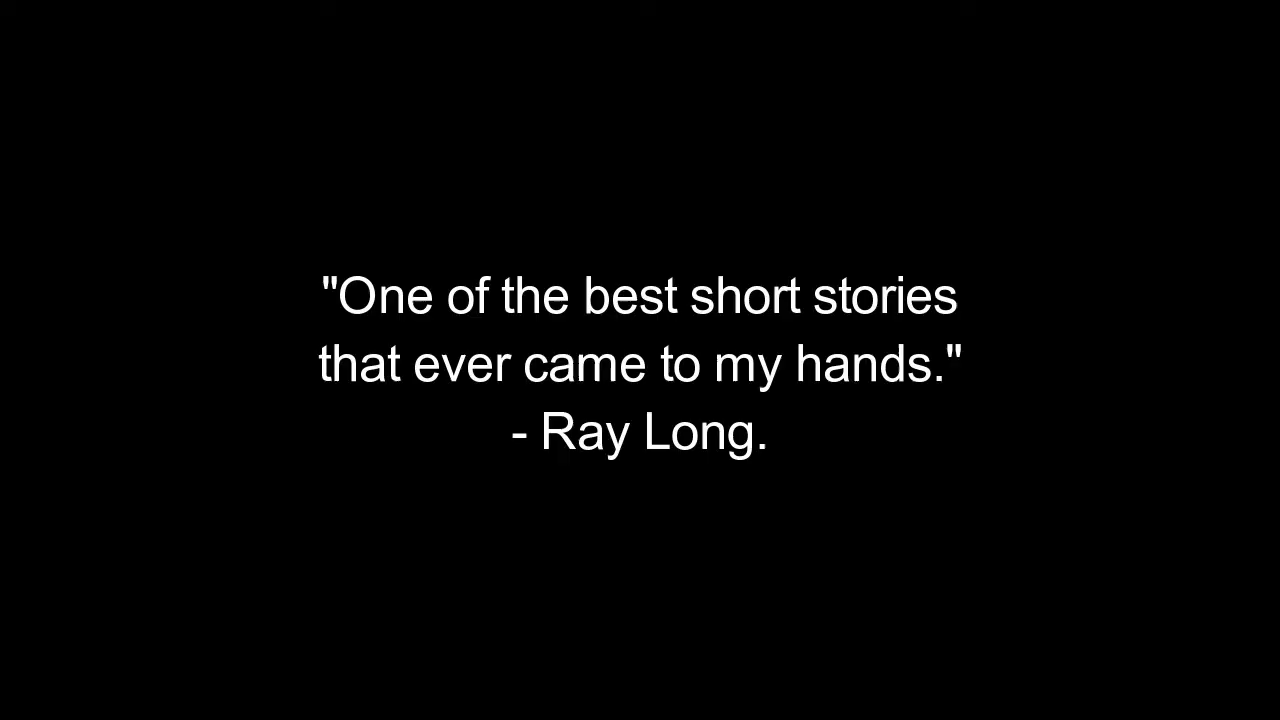 "One of the best short stories
that ever came to my hands."
- Ray Long.